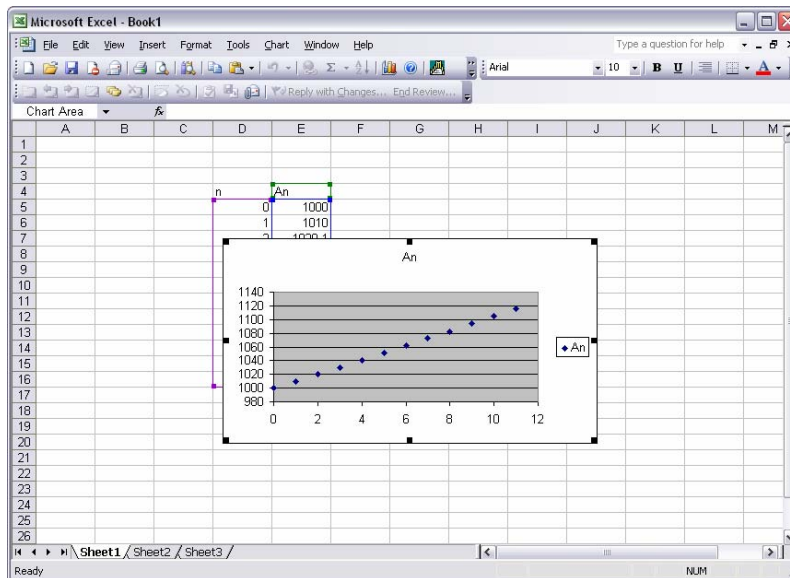 Microsoft Excel - Book1
File Edit View Insert Format Tools Chart Window Help Type a question for help
Arial 10 B U A
Reply with Changes... End Review...
Chart Area fx
A B C D E F G H I J K L M
1
2
3
4 n An
5 0 1000
6 1 1010
7
8
9
10
11
12
13
14
15
16
17
18
19
20
21
22
23
24
25
26
An
1140
1120
1100
1080
1060
1040
1020
1000
980
0 2 4 6 8 10 12
An
Sheet1 Sheet2 Sheet3
Ready NUM